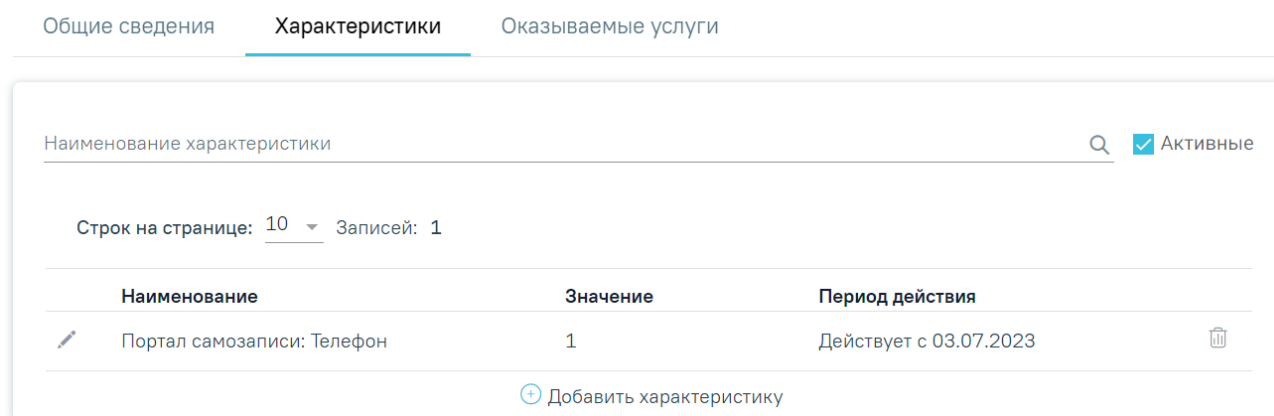 Общие сведения Характеристики Оказываемые услуги
Наименование характеристики Активные
Строк на странице: 10 Записей: 1
Наименование Значение Период действия
Портал самозаписи: Телефон 1 Действует с 03.07.2023
Добавить характеристику